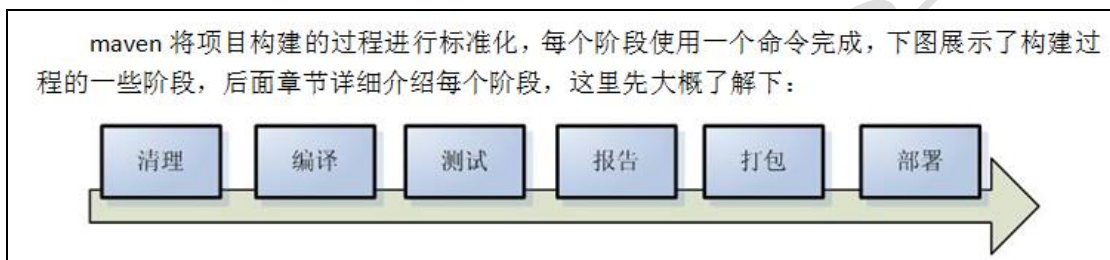 maven 将项目构建的过程进行标准化，每个阶段使用一个命令完成，下图展示了构建过
程的一些阶段，后面章节详细介绍每个阶段，这里先大概了解下：
清理 编译 测试 报告 打包 部署